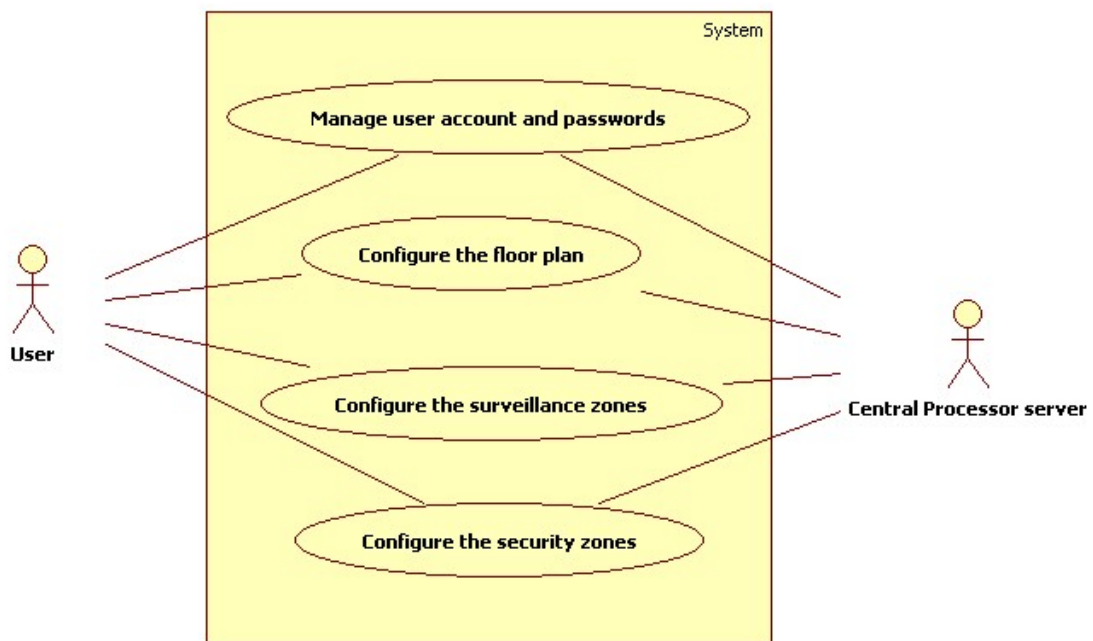 System
Manage user account and passwords
Configure the floor plan
User
Configure the surveillance zones
Central Processor server
Configure the security zones